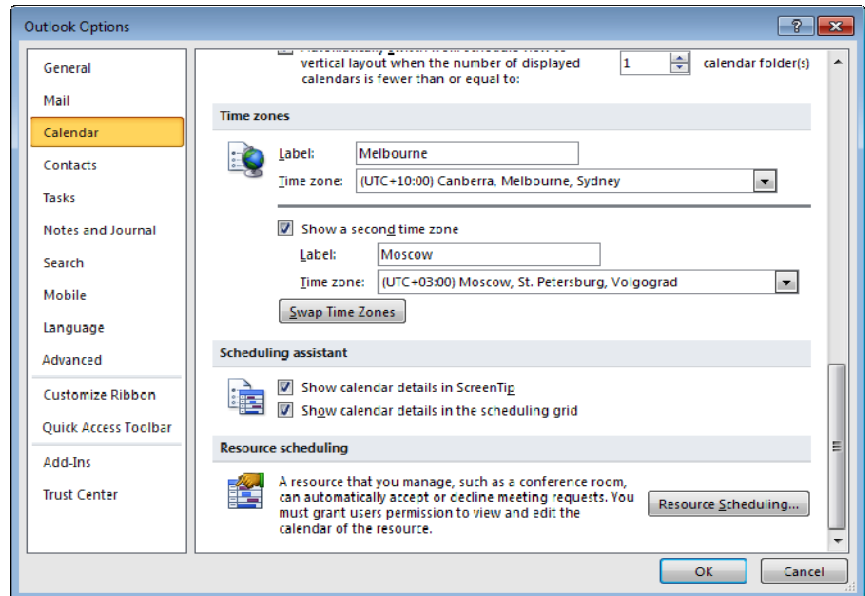 Outlook Options
General
Mail
Calendar
Contacts
Tasks
Notes and Journal
Search
Mobile
Language
Advanced
Customize Ribbon
Quick Access Toolbar
Add-Ins
Trust Center
vertical layout when the number of displayed
calendars is fewer than or equal to:
1
calendar folder(s)
Time zones
Label:
Melbourne
Time zone:
(UTC+10:00) Canberra, Melbourne, Sydney
Show a second time zone
Label:
Moscow
Time zone:
(UTC+03:00) Moscow, St. Petersburg, Volgograd
Swap Time Zones
Scheduling assistant
Show calendar details in ScreenTip
Show calendar details in the scheduling grid
Resource scheduling
A resource that you manage, such as a conference room,
can automatically accept or decline meeting requests. You
must grant users permission to view and edit the
calendar of the resource.
Resource Scheduling...
OK
Cancel